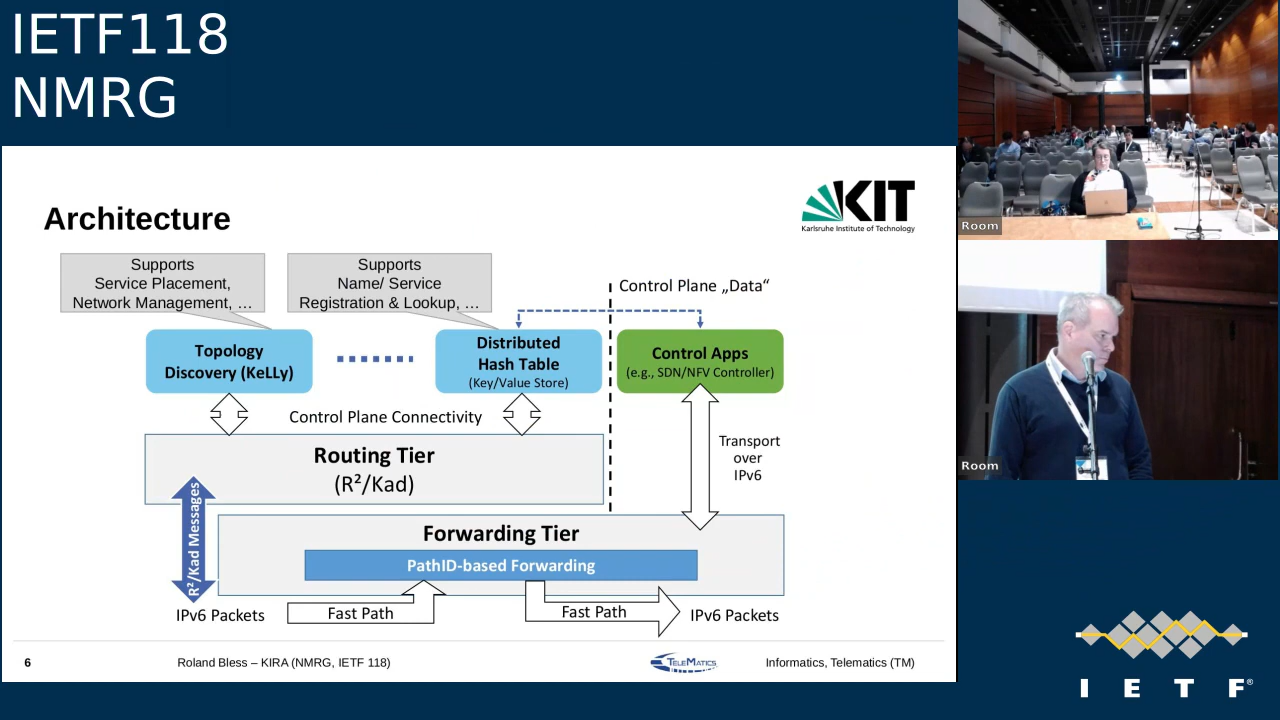 IETF118
NMRG
Architecture
KIT
Karlsruhe Institute of Technology
Supports
Service Placement,
Network Management, …
Supports
Name/ Service
Registration & Lookup, …
Control Plane „Data“
Topology
Discovery (KeLLy)
Distributed
Hash Table
(Key/Value Store)
Control Apps
(e.g., SDN/NFV Controller)
Control Plane Connectivity
Transport
over
IPv6
Routing Tier
(R²/Kad)
R²/Kad Messages
Forwarding Tier
PathID-based Forwarding
IPv6 Packets
Fast Path
Fast Path
IPv6 Packets
6
Roland Bless – KIRA (NMRG, IETF 118)
TELEMATICS
Informatics, Telematics (TM)
Room
Room
I E T F®